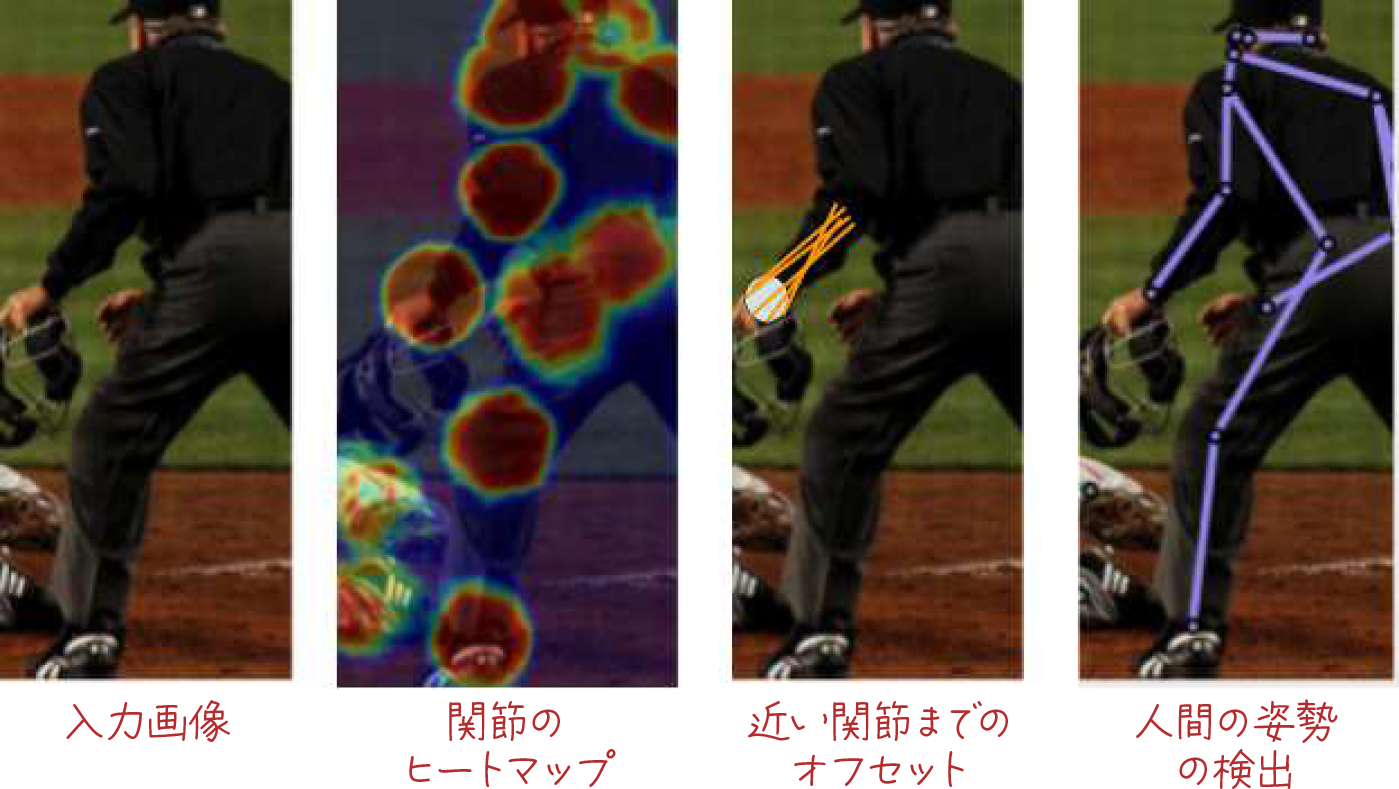 入力画像
関節の
ヒートマップ
近い関節までの
オフセット
人間の姿勢
の検出